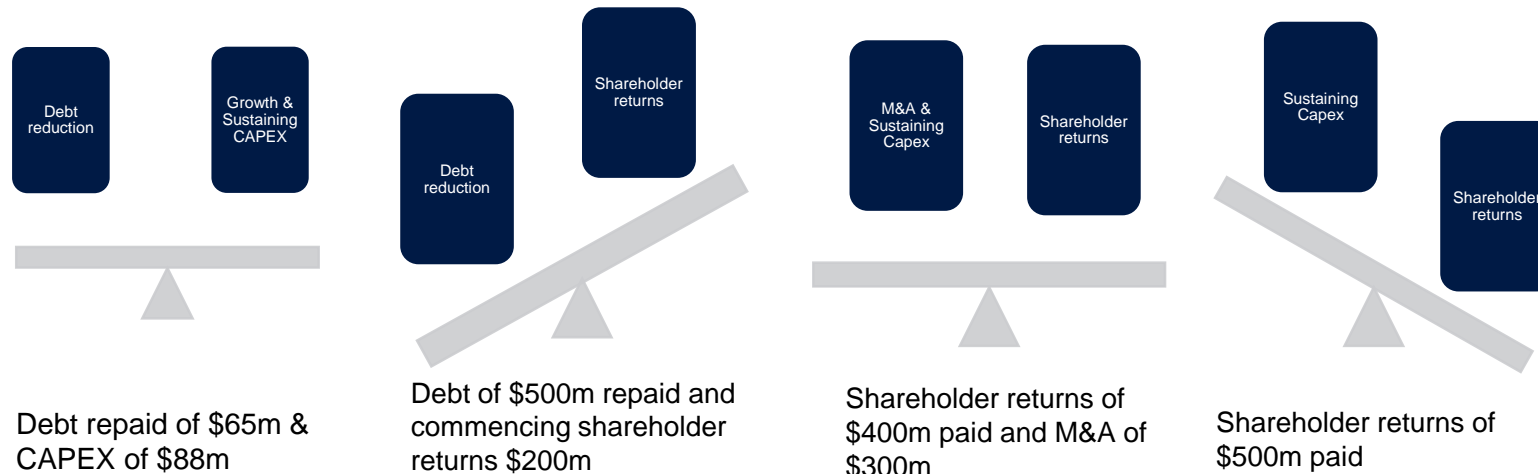 Debt
reduction
Growth &
Sustaining
CAPEX
Debt repaid of $65m &
CAPEX of $88m
Debt
reduction
Shareholder
returns
Debt of $500m repaid and
commencing shareholder
returns $200m
M&A &
Sustaining
Capex
Shareholder
returns
Shareholder returns of
$400m paid and M&A of
$300m
Sustaining
Capex
Shareholder
returns
Shareholder returns of
$500m paid